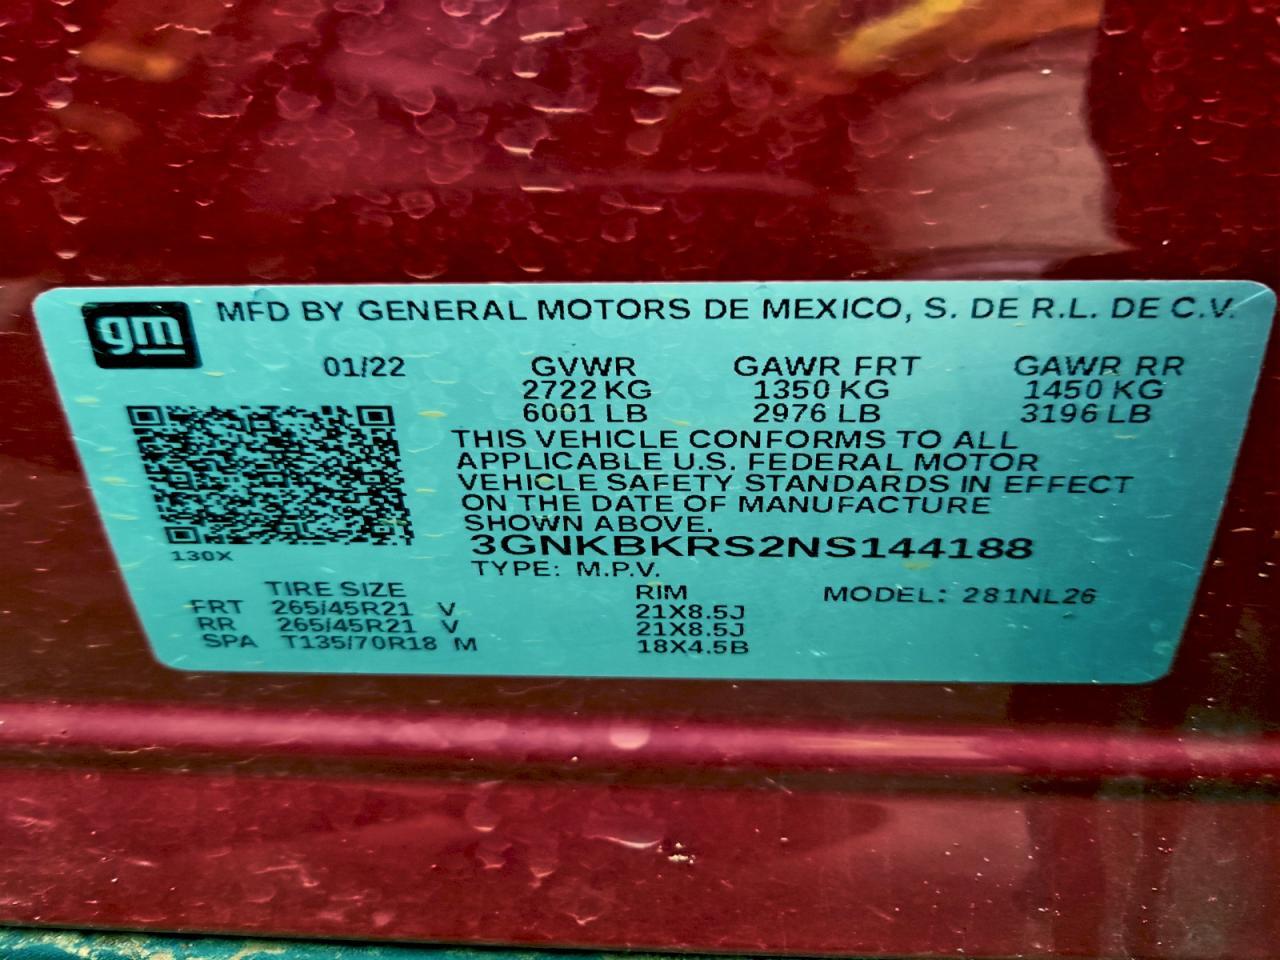 gm MFD BY GENERAL MOTORS DE MEXICO, S. DE R.L. DE C.V.
01/22 GVWR GAWR FRT GAWR RR
2722 KG 1350 KG 1450 KG
6001 LB 2976 LB 3196 LB
THIS VEHICLE CONFORMS TO ALL
APPLICABLE U.S. FEDERAL MOTOR
VEHICLE SAFETY STANDARDS IN EFFECT
ON THE DATE OF MANUFACTURE
SHOWN ABOVE.
130X
3GNKBKRS2NS144188
TYPE: M.P.V.
TIRE SIZE RIM MODEL: 281NL26
FRT 265/45R21 V 21X8.5J
RR 265/45R21 V 21X8.5J
SPA T135/70R18 M 18X4.5B